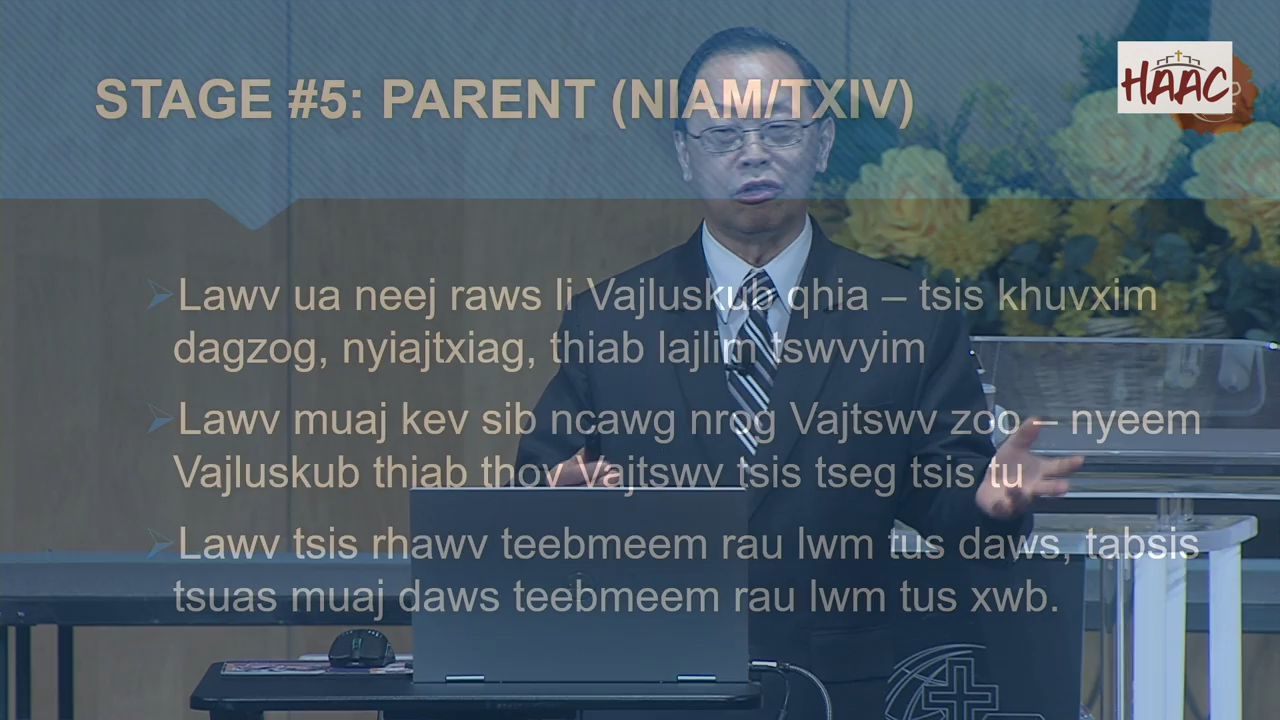 HAAC
STAGE #5: PARENT (NIAM/TXIV)
Lawv ua neej raws li Vajluskub qhia – tsis khuvxim
dagzog, nyiajtxiag, thiab lajlim tswvyim
Lawv muaj kev sib ncawg nrog Vajtswv zoo – nyeem
Vajluskub thiab thov Vajtswv tsis tseg tsis tu
Lawv tsis rhawv teebmeem rau lwm tus daws, tabsis
tsuas muaj daws teebmeem rau lwm tus xwb.